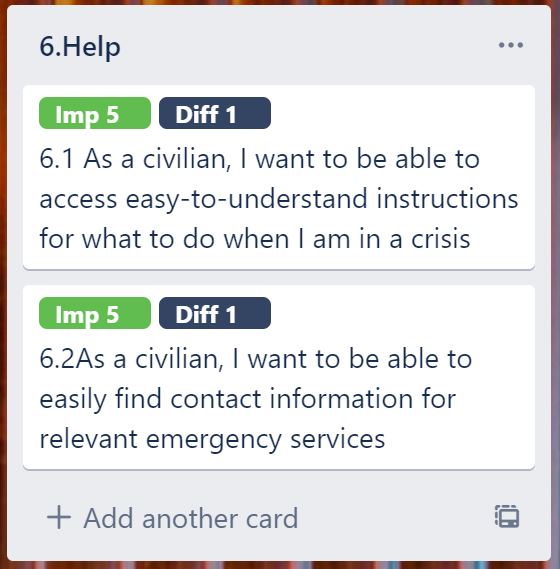 6.Help
Imp 5 Diff 1
6.1 As a civilian, I want to be able to
access easy-to-understand instructions
for what to do when I am in a crisis
Imp 5 Diff 1
6.2As a civilian, I want to be able to
easily find contact information for
relevant emergency services
Add another card